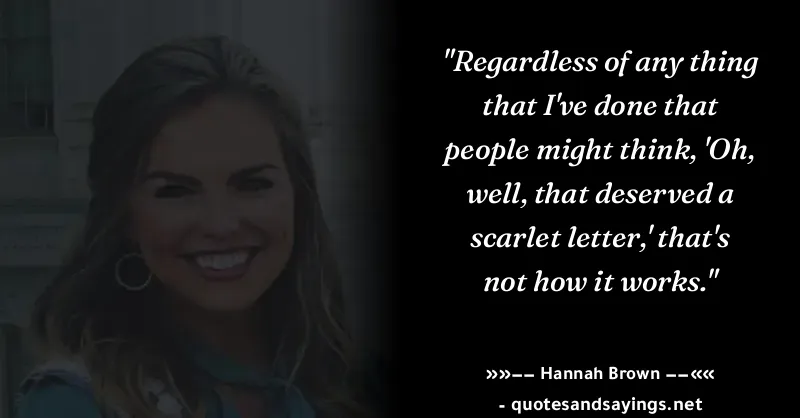 "Regardless of any thing
that I've done that
people might think, 'Oh,
well, that deserved a
scarlet letter,' that's
not how it works."
»»−− Hannah Brown −−««
- quotesandsayings.net